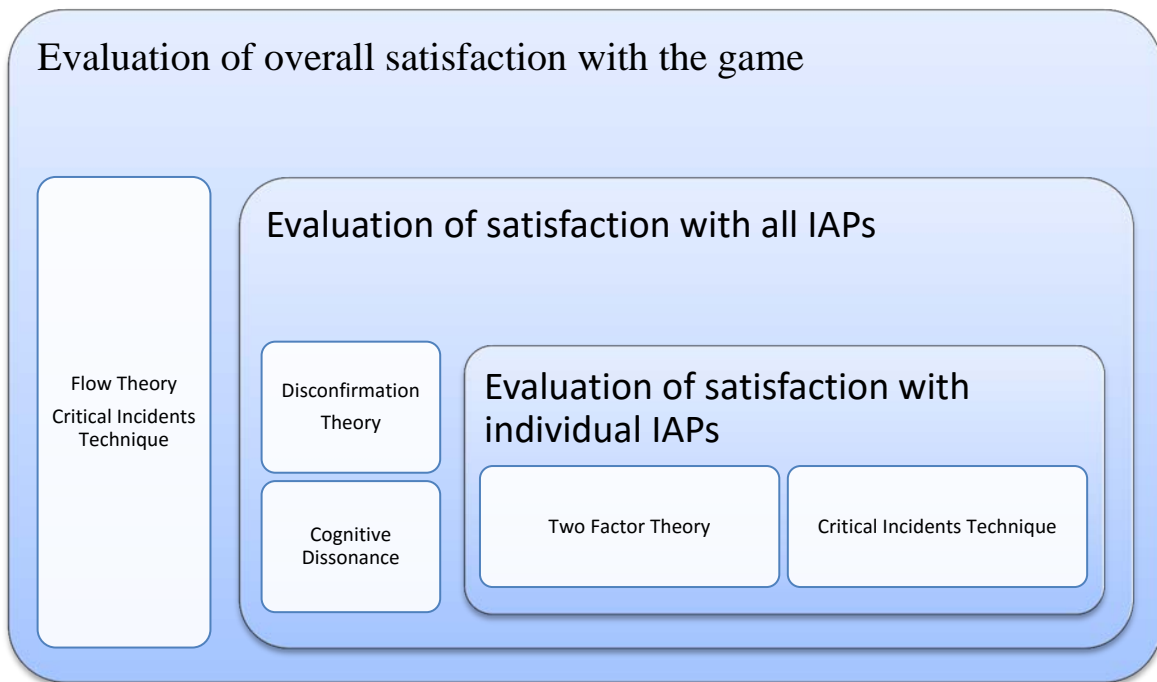 Evaluation of overall satisfaction with the game
Evaluation of satisfaction with all IAPs
Flow Theory
Critical Incidents
Technique
Disconfirmation
Theory
Cognitive
Dissonance
Evaluation of satisfaction with
individual IAPs
Two Factor Theory
Critical Incidents Technique